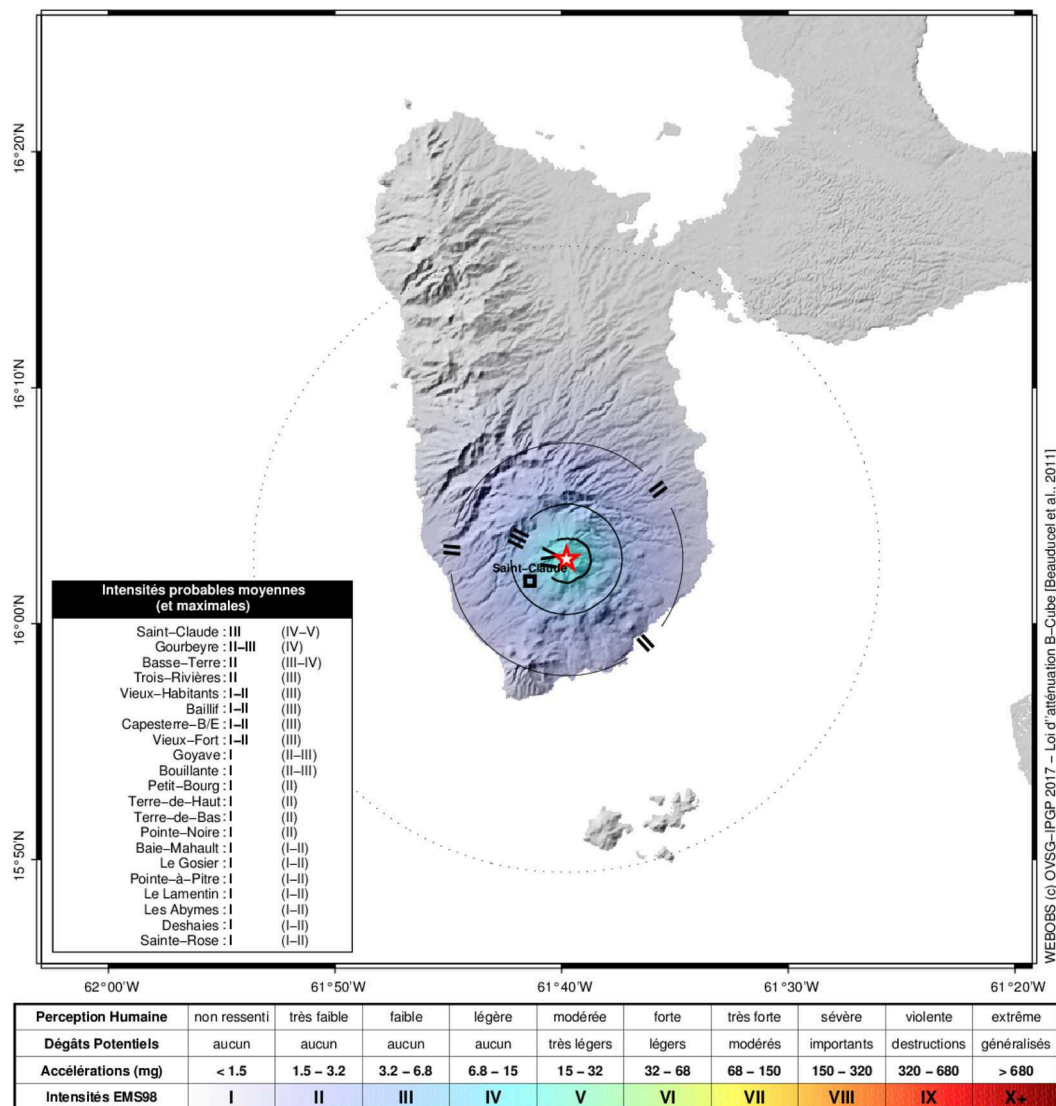 16°20'N
16°10'N
16°00'N
15°50'N
II
II
III
IV
Saint−Claude
II
Intensités probables moyennes
(et maximales)
Saint−Claude : III (IV−V)
Gourbeyre : II−III (IV)
Basse−Terre : II (III−IV)
Trois−Rivières : II (III)
Vieux−Habitants : I−II (III)
Baillif : I−II (III)
Capesterre−B/E : I−II (III)
Vieux−Fort : I−II (III)
Goyave : I (II−III)
Bouillante : I (II−III)
Petit−Bourg : I (II)
Terre−de−Haut : I (II)
Terre−de−Bas : I (II)
Pointe−Noire : I (II)
Baie−Mahault : I (I−II)
Le Gosier : I (I−II)
Pointe−à−Pitre : I (I−II)
Le Lamentin : I (I−II)
Les Abymes : I (I−II)
Deshaies : I (I−II)
Sainte−Rose : I (I−II)
62°00'W 61°50'W 61°40'W 61°30'W 61°20'W
WEBOBS (c) OVSG−IPGP 2017 − Loi d''atténuation B−Cube [Beauducel et al., 2011]
Perception Humaine non ressenti très faible faible légère modérée forte très forte sévère violente extrême
Dégâts Potentiels aucun aucun aucun aucun très légers légers modérés importants destructions généralisés
Accélérations (mg) < 1.5 1.5 − 3.2 3.2 − 6.8 6.8 − 15 15 − 32 32 − 68 68 − 150 150 − 320 320 − 680 > 680
Intensités EMS98 I II III IV V VI VII VIII IX X+